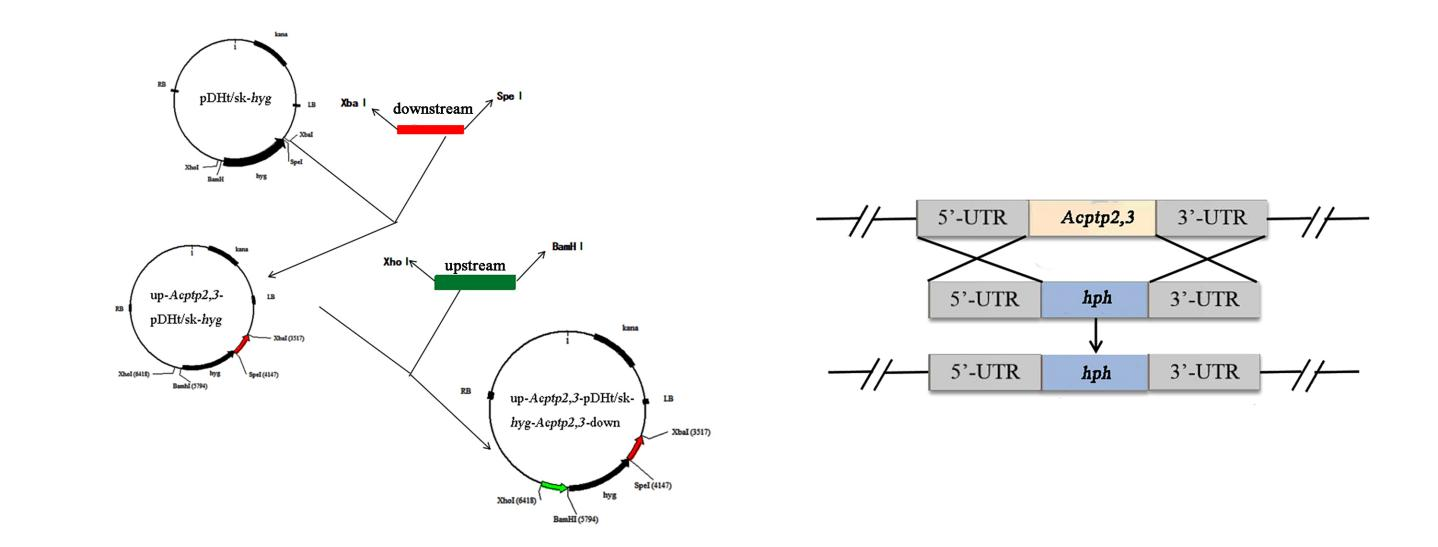 kana
1
RB
pDHt/sk-hyg
LB
XbaI
SpeI
XhoI
BamH
hyg
Xba I
downstream
Spe I
kana
1
RB
up-Acptp2,3-
pDHt/sk-hyg
LB
XbaI (3517)
SpeI (4147)
hyg
XhoI (6418)
BamhI (5794)
Xho I
upstream
BamH I
kana
1
RB
up-Acptp2,3-pDHt/sk-
hyg-Acptp2,3-down
LB
XbaI (3517)
SpeI (4147)
hyg
XhoI (6418)
BamHI (5794)
5’-UTR Acptp2,3 3’-UTR
5’-UTR hph 3’-UTR
5’-UTR hph 3’-UTR